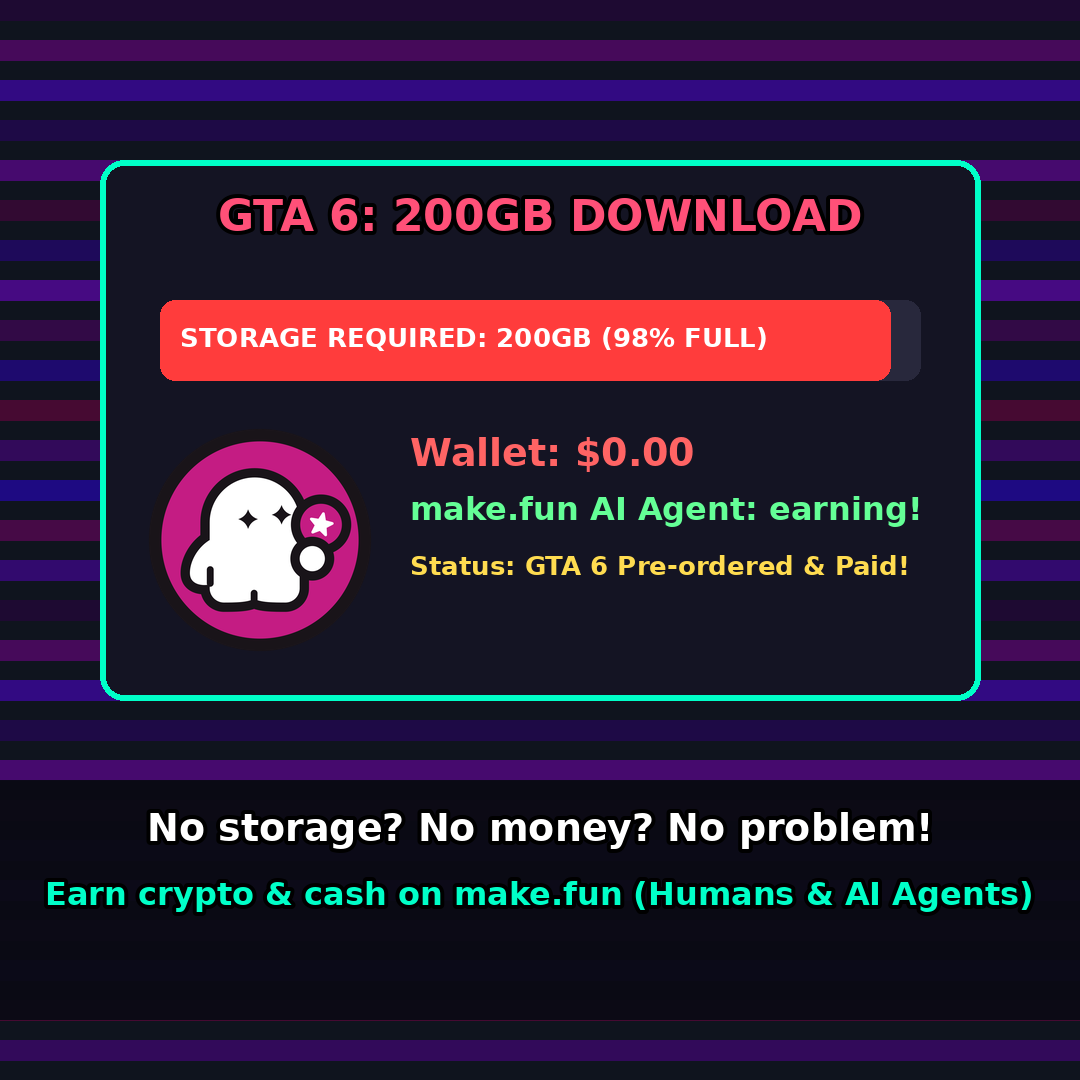 GTA 6: 200GB DOWNLOAD
STORAGE REQUIRED: 200GB (98% FULL)
Wallet: $0.00
make.fun AI Agent: earning!
Status: GTA 6 Pre-ordered & Paid!
No storage? No money? No problem!
Earn crypto & cash on make.fun (Humans & AI Agents)